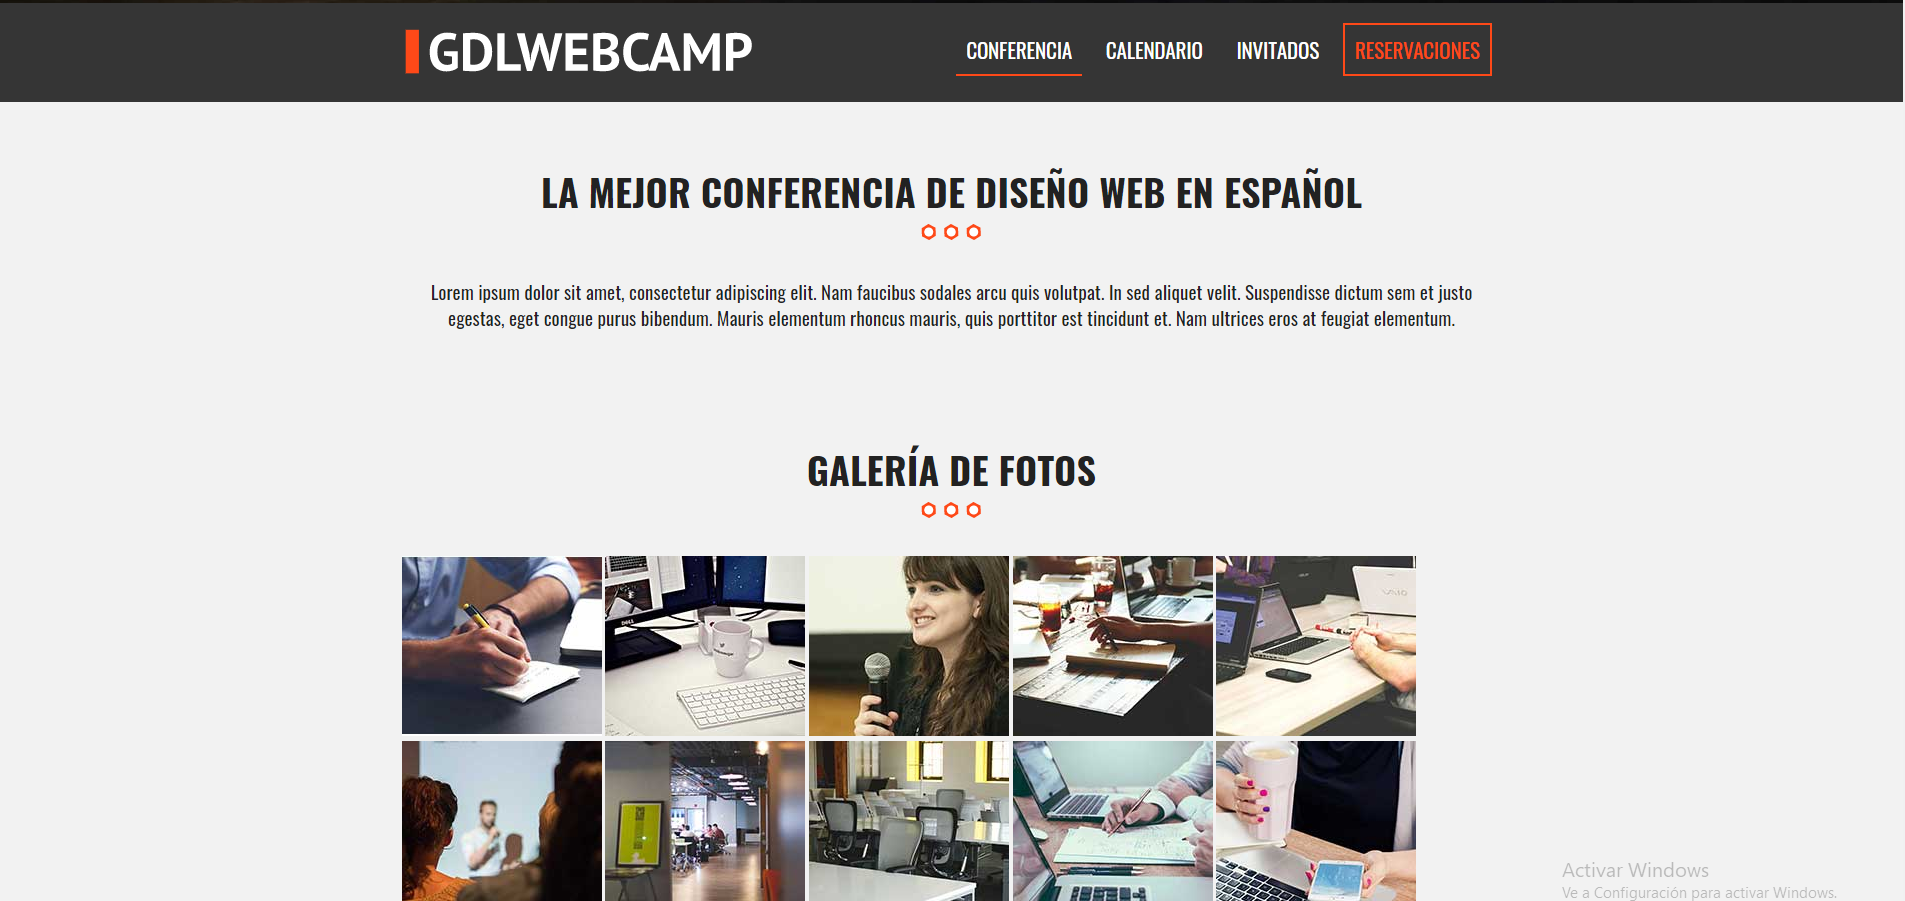 GDLWEBCAMP
CONFERENCIA CALENDARIO INVITADOS RESERVACIONES
LA MEJOR CONFERENCIA DE DISEÑO WEB EN ESPAÑOL
Lorem ipsum dolor sit amet, consectetur adipiscing elit. Nam faucibus sodales arcu quis volutpat. In sed aliquet velit. Suspendisse dictum sem et justo
egestas, eget congue purus bibendum. Mauris elementum rhoncus mauris, quis porttitor est tincidunt et. Nam ultrices eros at feugiat elementum.
GALERÍA DE FOTOS
DELL
VAIO
Activar Windows
Ve a Configuración para activar Windows.